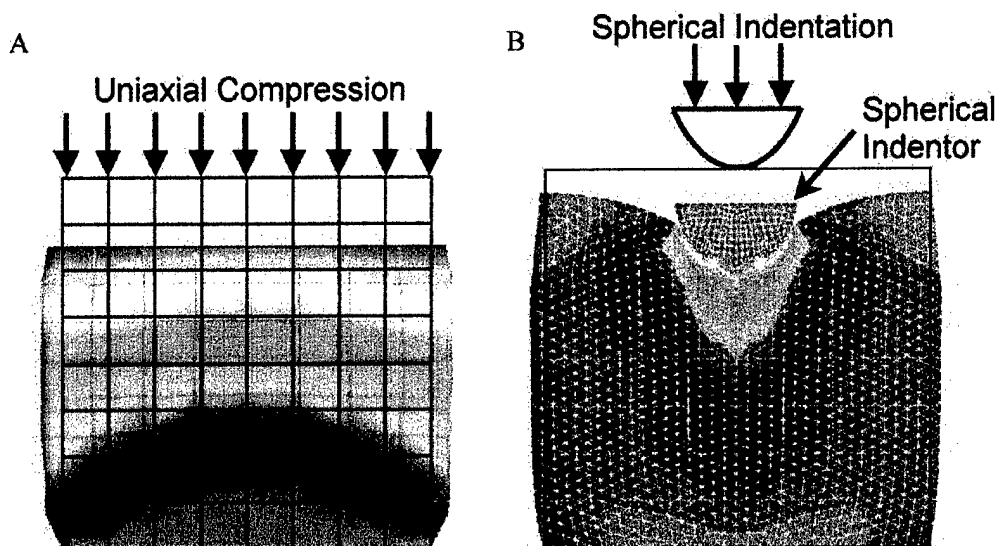 A
Uniaxial Compression
B
Spherical Indentation
Spherical
Indentor